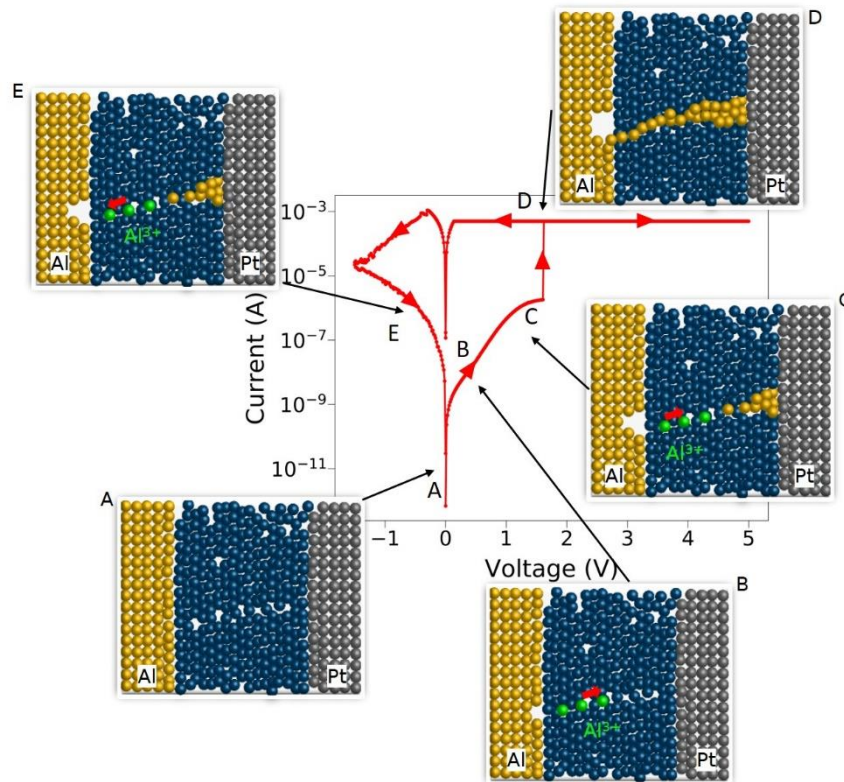 D
Al
Pt
E
Al³⁺
Al
Pt
10⁻³
10⁻⁵
10⁻⁷
10⁻⁹
10⁻¹¹
Current (A)
D
E
B
C
A
−1
0
1
2
3
4
5
Voltage (V)
Al³⁺
Al
Pt
A
Al
Pt
B
Al³⁺
Al
Pt